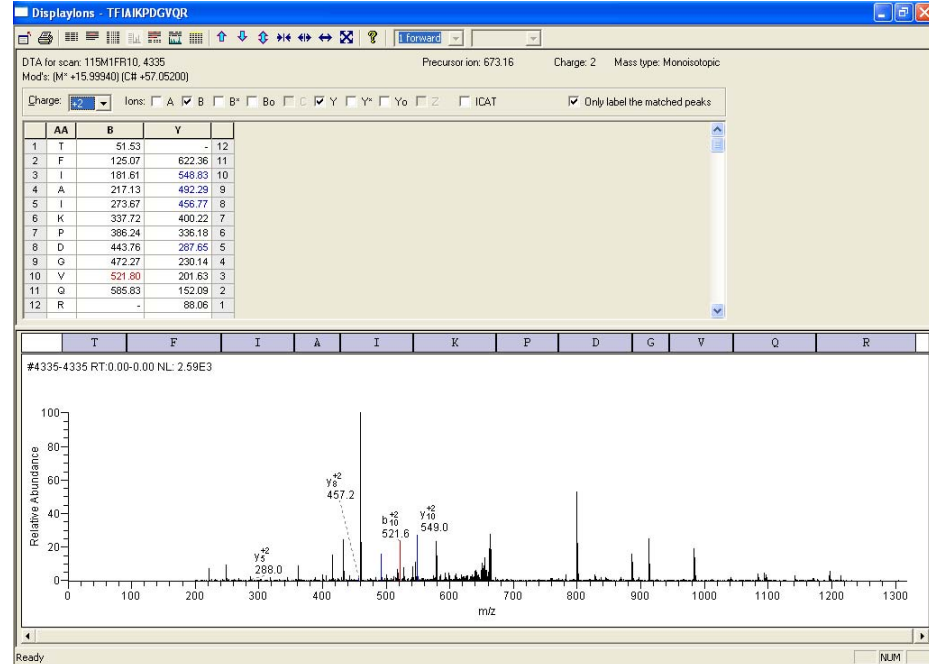 DisplayIons - TFIAIKPDGVQR
1 forward
DTA for scan: 115M1FR10, 4335 Precursor ion: 673.16 Charge: 2 Mass type: Monoisotopic
Mod's: (M* +15.99940) (C# +57.05200)
Charge: +2 Ions: A B B* Bo C Y Y* Yo Z ICAT Only label the matched peaks
AA B Y
1 T 51.53 - 12
2 F 125.07 622.36 11
3 I 181.61 548.83 10
4 A 217.13 492.29 9
5 I 273.67 456.77 8
6 K 337.72 400.22 7
7 P 386.24 336.18 6
8 D 443.76 287.65 5
9 G 472.27 230.14 4
10 V 521.80 201.63 3
11 Q 585.83 152.09 2
12 R - 88.06 1
T F I A I K P D G V Q R
#4335-4335 RT:0.00-0.00 NL: 2.59E3
100
80
60
40
20
0
Relative Abundance
y8+2
457.2
b10+2
521.6
y10+2
549.0
y5+2
288.0
0 100 200 300 400 500 600 700 800 900 1000 1100 1200 1300
m/z
Ready NUM